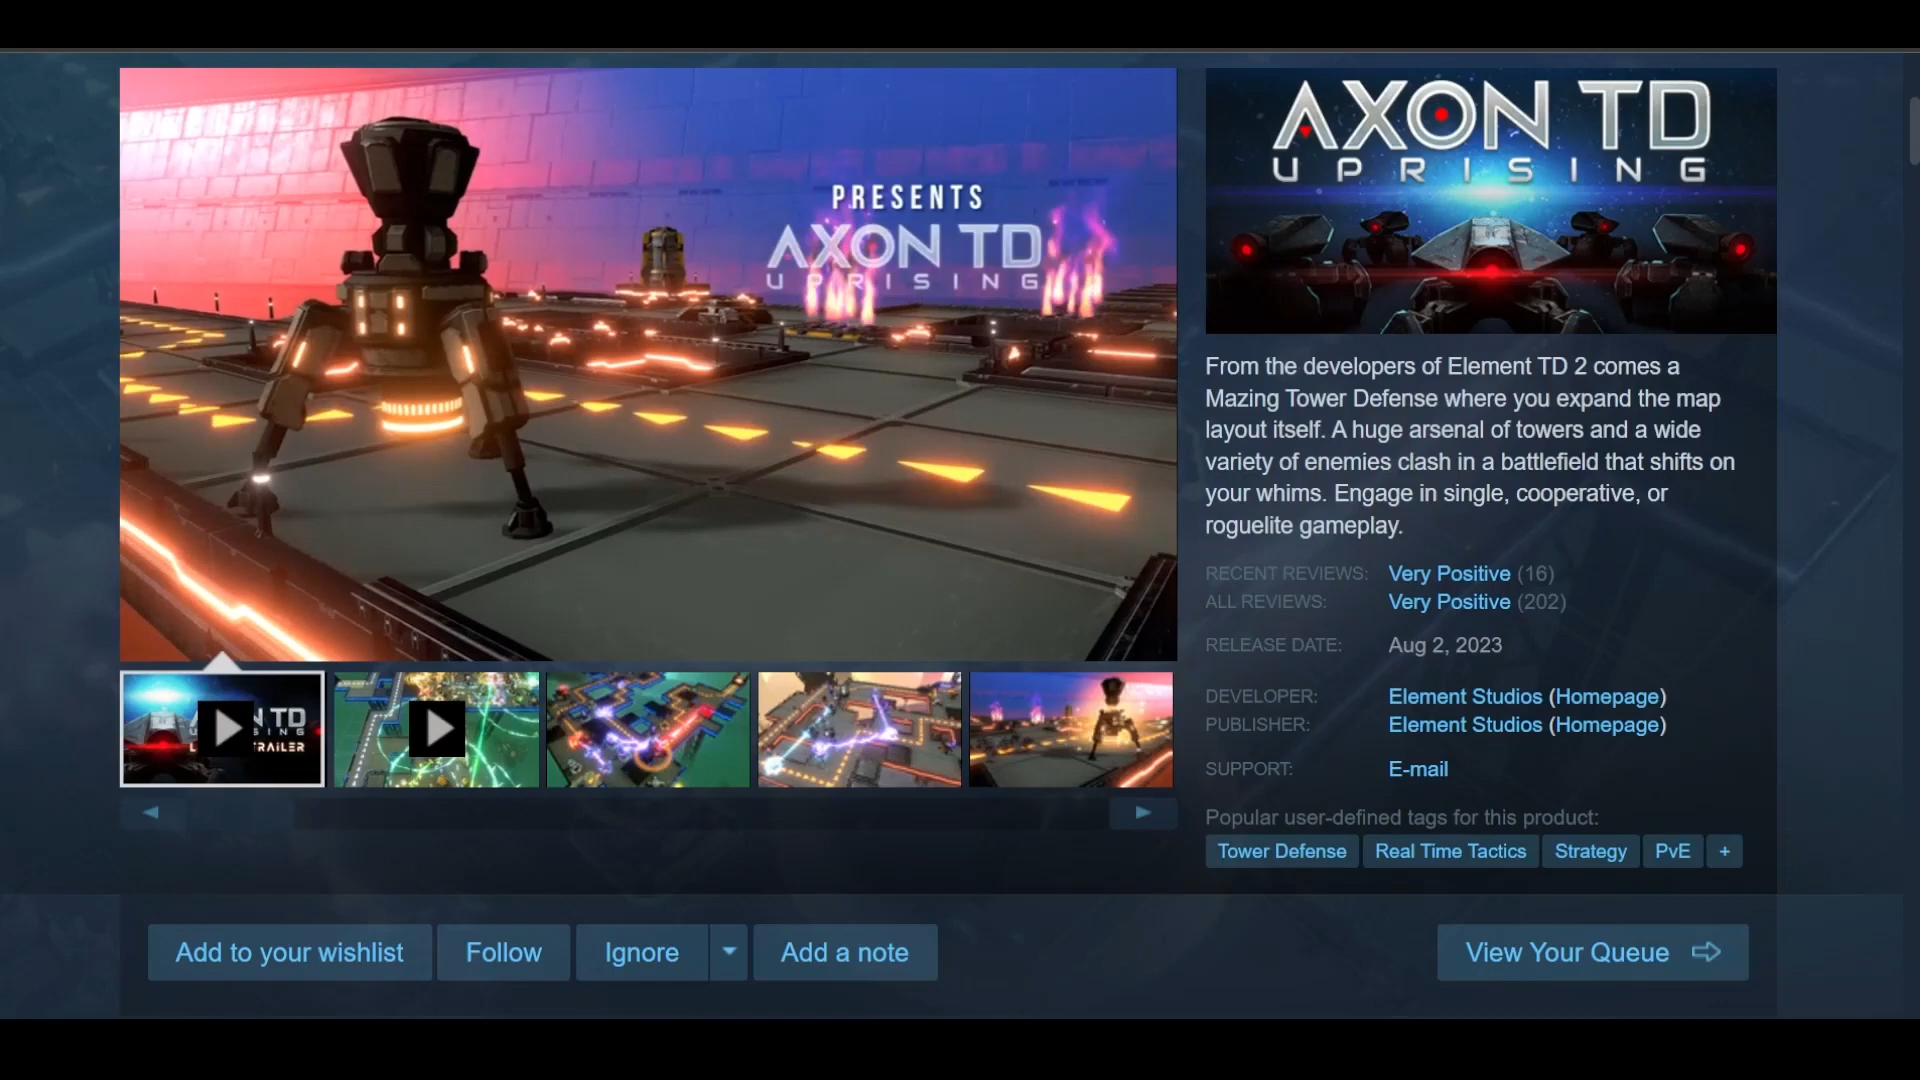 PRESENTS
AXON TD
UPRISING
AXON TD
UPRISING
From the developers of Element TD 2 comes a
Mazing Tower Defense where you expand the map
layout itself. A huge arsenal of towers and a wide
variety of enemies clash in a battlefield that shifts on
your whims. Engage in single, cooperative, or
roguelite gameplay.
RECENT REVIEWS: Very Positive (16)
ALL REVIEWS: Very Positive (202)
RELEASE DATE: Aug 2, 2023
DEVELOPER: Element Studios (Homepage)
PUBLISHER: Element Studios (Homepage)
SUPPORT: E-mail
Popular user-defined tags for this product:
Tower Defense Real Time Tactics Strategy PvE +
TD
TRAILER
Add to your wishlist Follow Ignore Add a note View Your Queue